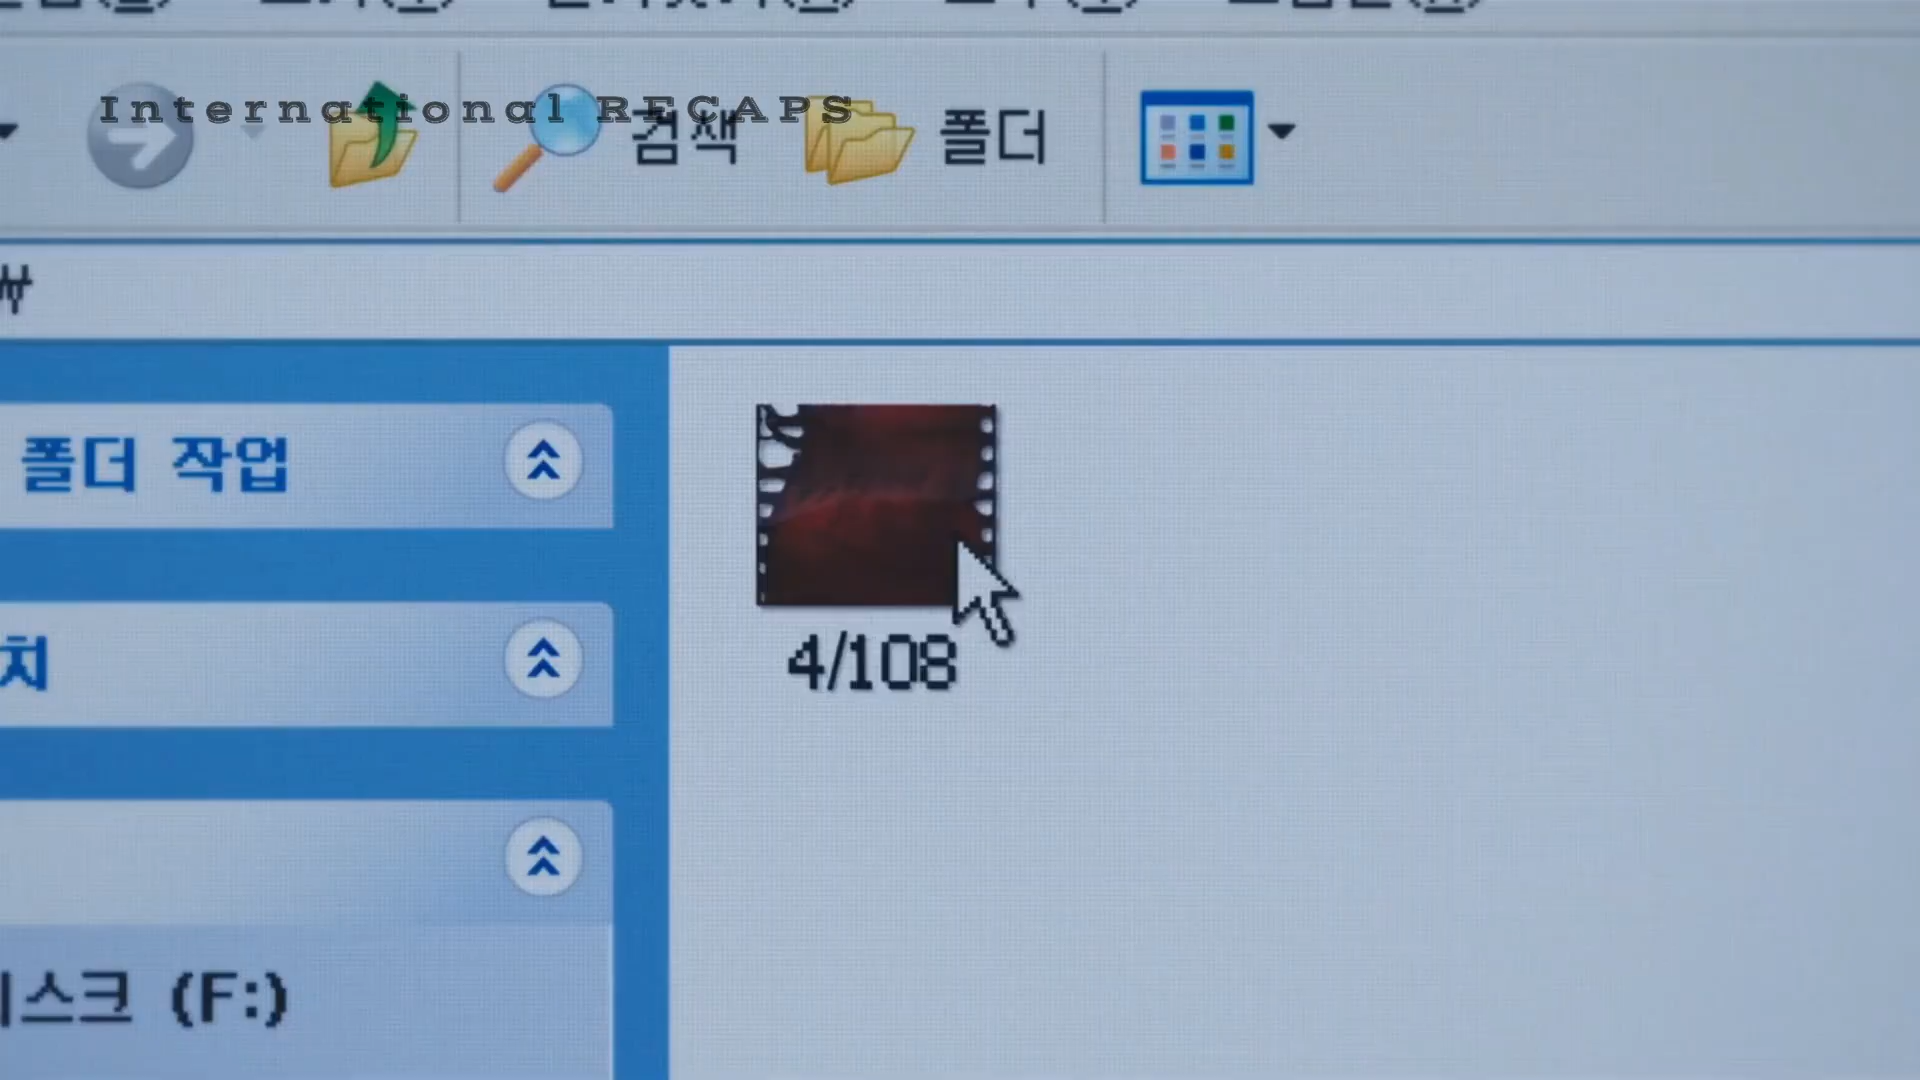 International RECAPS
검색 폴더
₩
폴더 작업
4/108
치
스크 (F:)